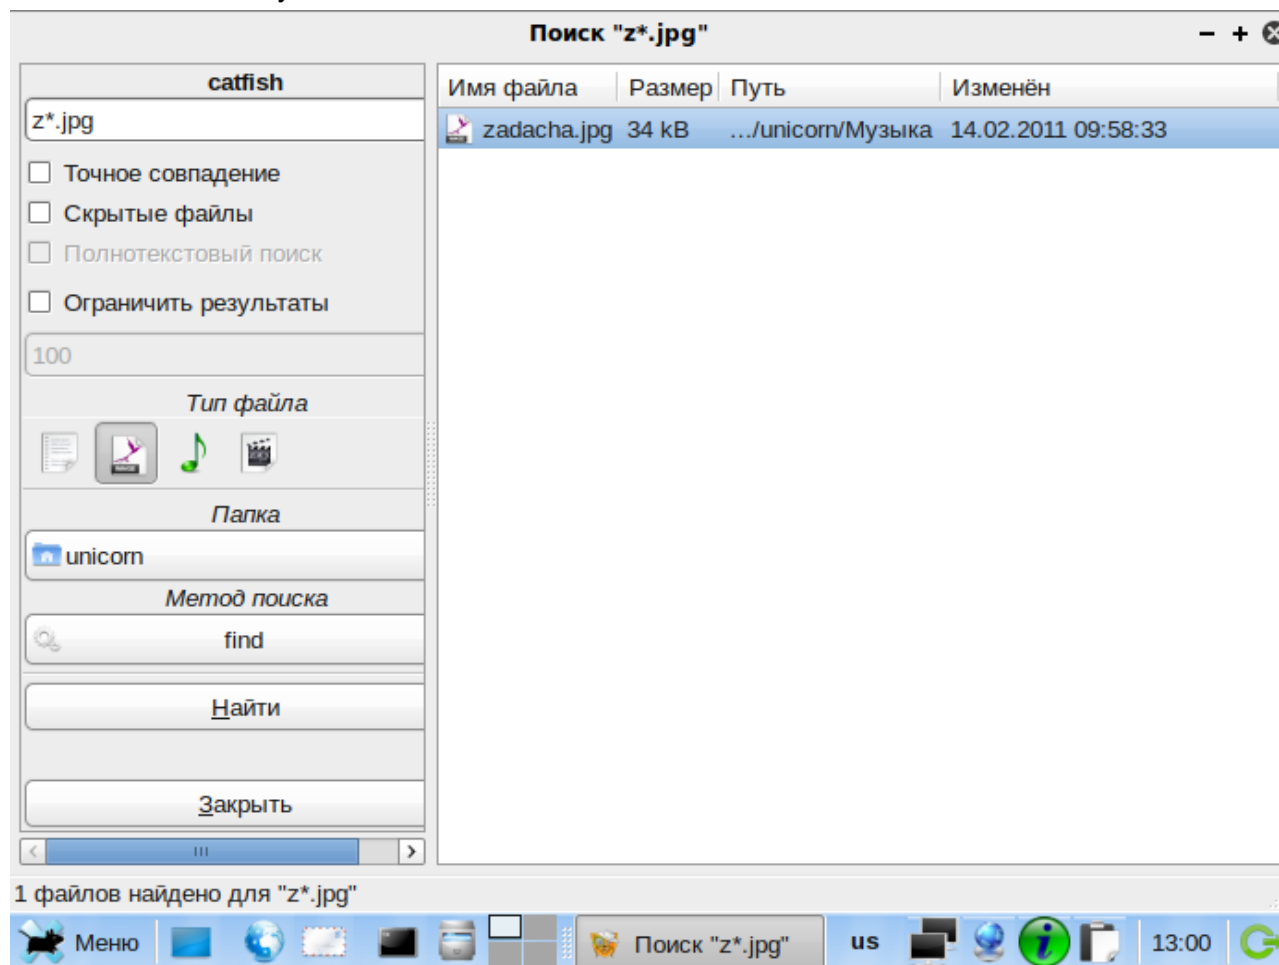 Поиск "z*.jpg"
catfish
z*.jpg
Точное совпадение
Скрытые файлы
Полнотекстовый поиск
Ограничить результаты
100
Тип файла
Папка
unicorn
Метод поиска
find
Найти
Закрыть
Имя файла Размер Путь Изменён
zadacha.jpg 34 kB .../unicorn/Музыка 14.02.2011 09:58:33
1 файлов найдено для "z*.jpg"
Меню Поиск "z*.jpg" us 13:00